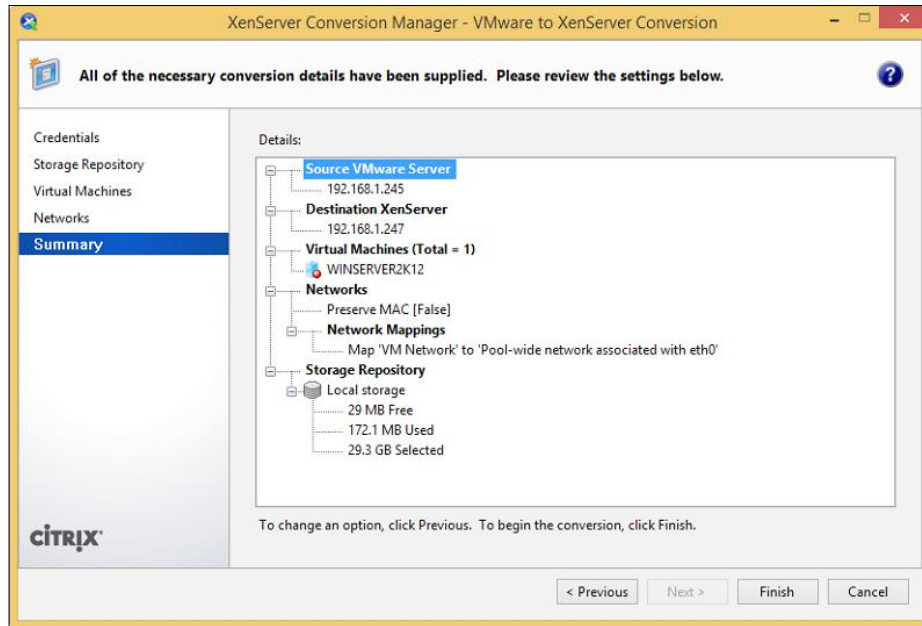 XenServer Conversion Manager - VMware to XenServer Conversion
All of the necessary conversion details have been supplied. Please review the settings below.
Credentials
Storage Repository
Virtual Machines
Networks
Summary
Details:
Source VMware Server
192.168.1.245
Destination XenServer
192.168.1.247
Virtual Machines (Total = 1)
WINSERVER2K12
Networks
Preserve MAC [False]
Network Mappings
Map 'VM Network' to 'Pool-wide network associated with eth0'
Storage Repository
Local storage
29 MB Free
172.1 MB Used
29.3 GB Selected
To change an option, click Previous. To begin the conversion, click Finish.
CITRIX
< Previous Next > Finish Cancel